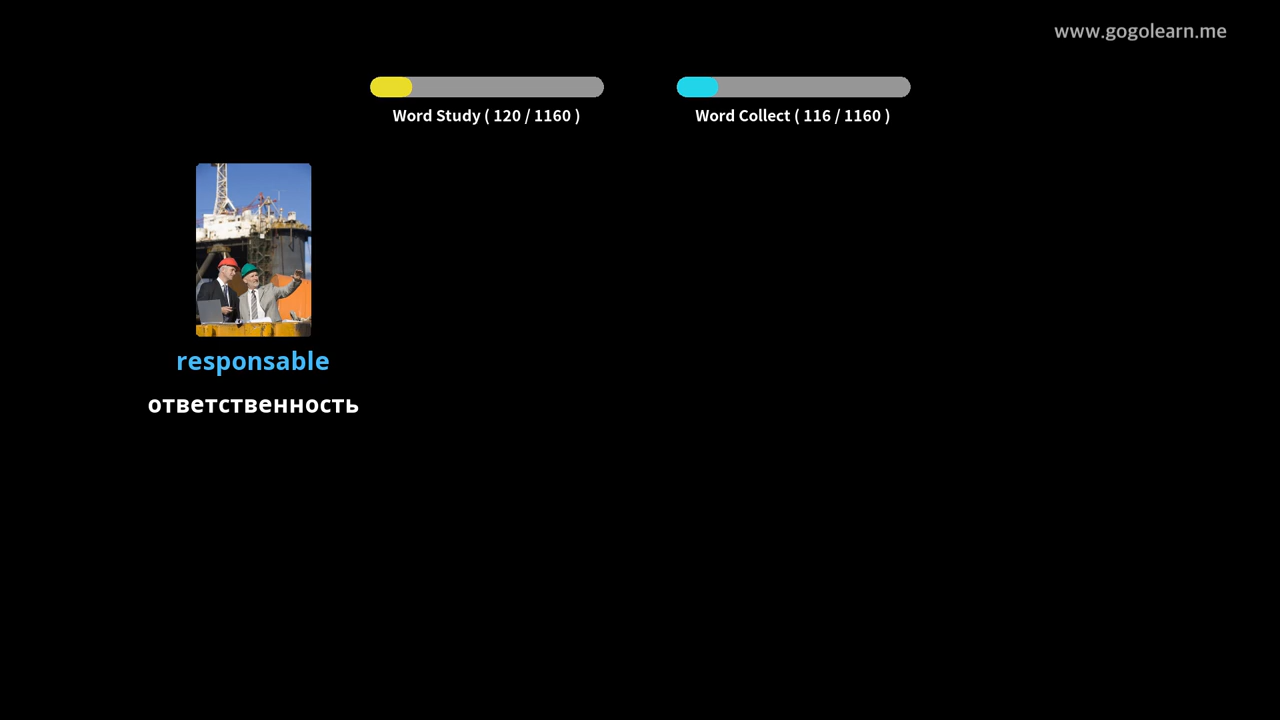 www.gogolearn.me
Word Study ( 120 / 1160 )
Word Collect ( 116 / 1160 )
responsable
ответственность